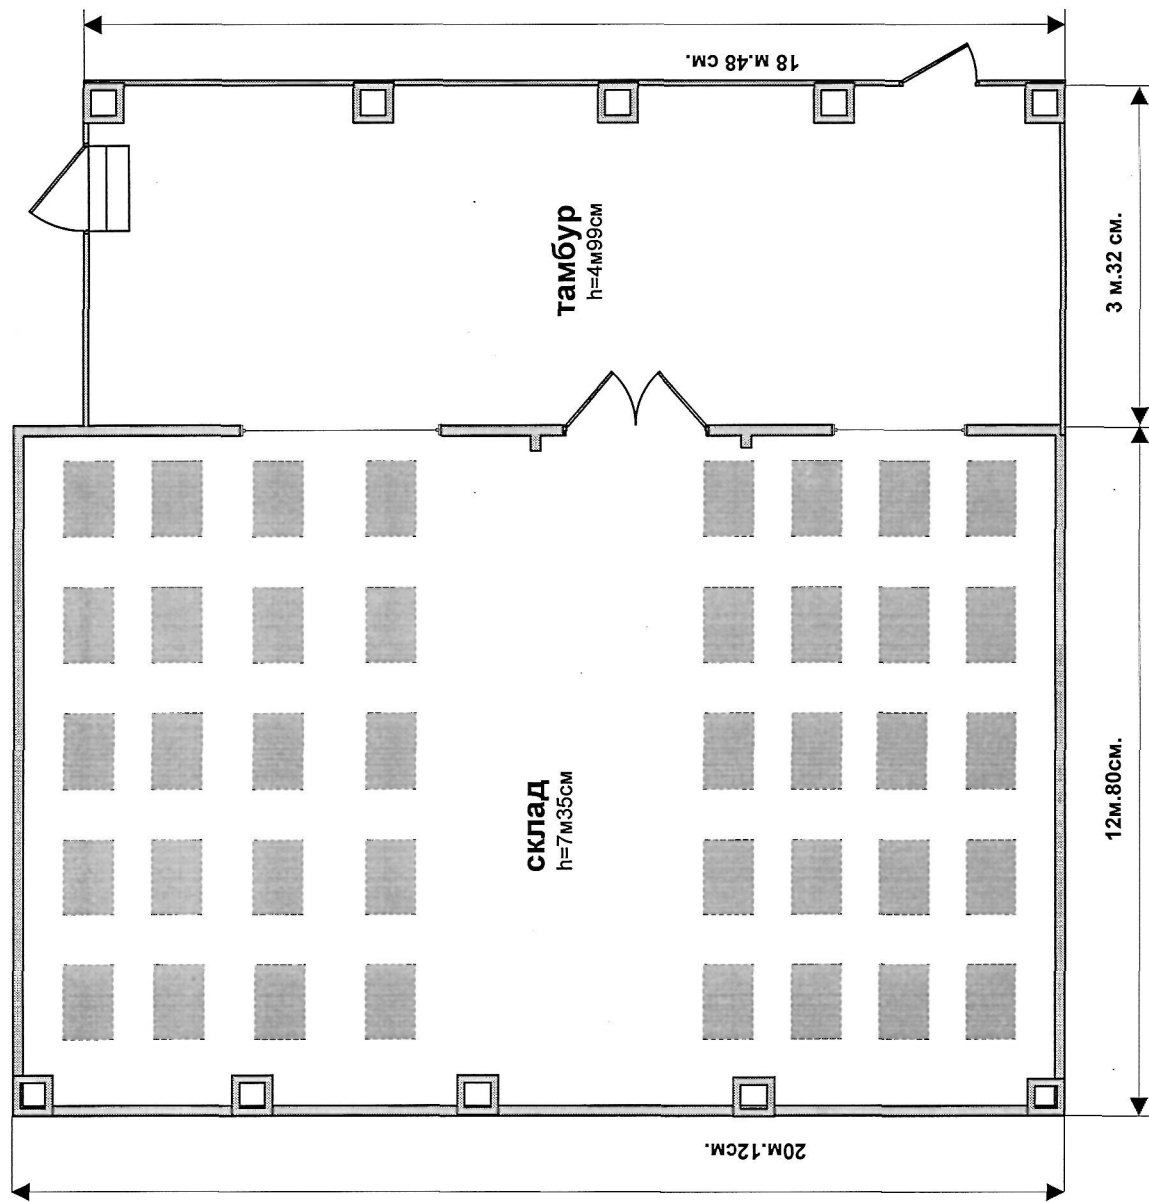 18 м.48 см.
тамбур
h=4м99см
3 м.32 см.
склад
h=7м35см
12м.80см.
20м.12см.